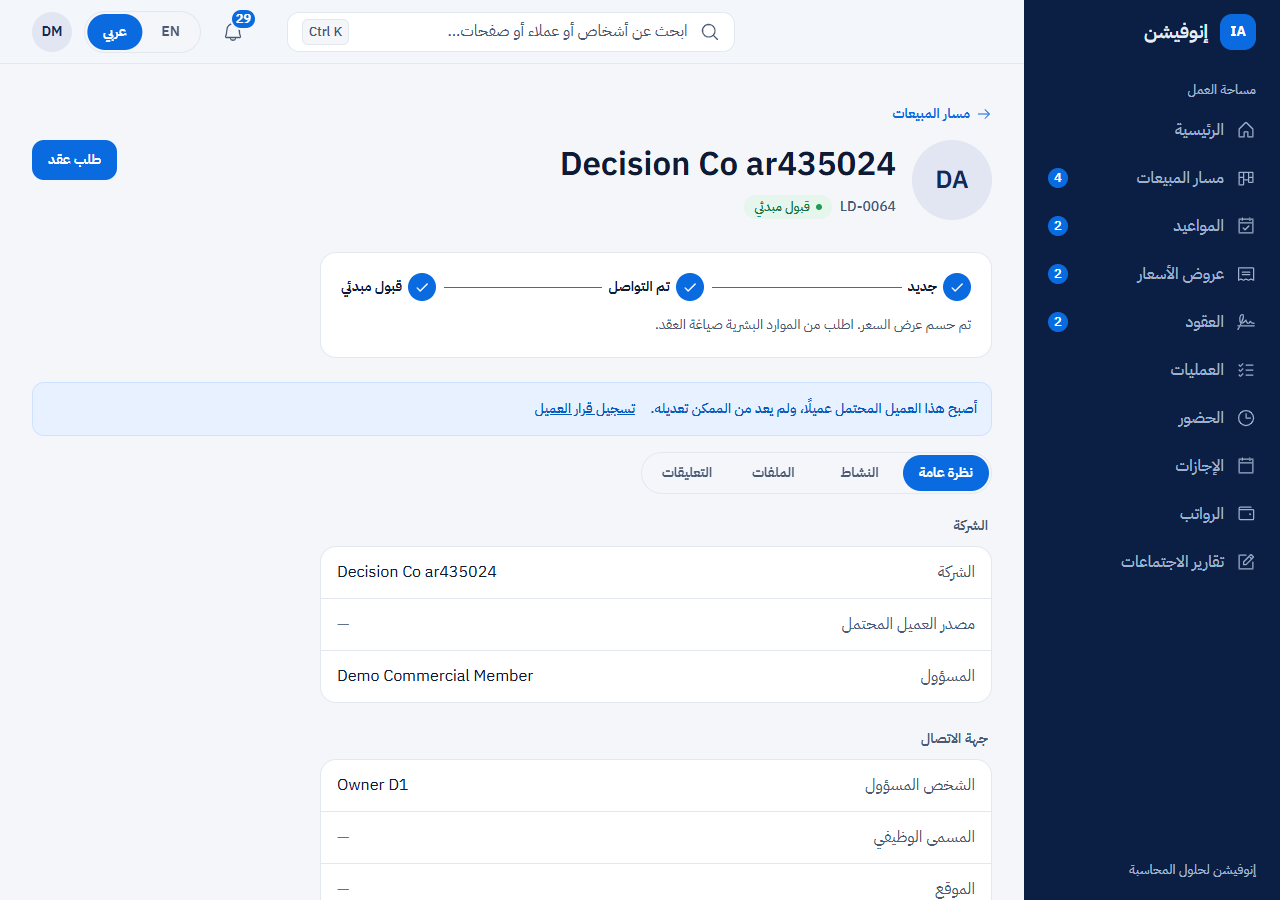 IA
إنوفيشن
مساحة العمل
الرئيسية
مسار المبيعات 4
المواعيد 2
عروض الأسعار 2
العقود 2
العمليات
الحضور
الإجازات
الرواتب
تقارير الاجتماعات
إنوفيشن لحلول المحاسبة
ابحث عن أشخاص أو عملاء أو صفحات...
Ctrl K
29
EN
عربي
DM
مسار المبيعات
DA
Decision Co ar435024
LD-0064
قبول مبدئي
طلب عقد
جديد
تم التواصل
قبول مبدئي
تم حسم عرض السعر. اطلب من الموارد البشرية صياغة العقد.
أصبح هذا العميل المحتمل عميلًا، ولم يعد من الممكن تعديله. تسجيل قرار العميل
نظرة عامة
النشاط
الملفات
التعليقات
الشركة
الشركة
Decision Co ar435024
مصدر العميل المحتمل
—
المسؤول
Demo Commercial Member
جهة الاتصال
الشخص المسؤول
Owner D1
المسمى الوظيفي
—
الموقع
—